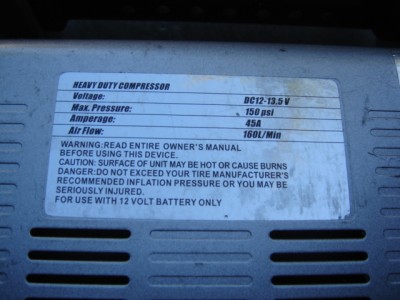 HEAVY DUTY COMPRESSOR
Voltage: DC12-13.5 V
Max. Pressure: 150 psi
Amperage: 45A
Air Flow: 160L/Min
WARNING:READ ENTIRE OWNER'S MANUAL
BEFORE USING THIS DEVICE.
CAUTION: SURFACE OF UNIT MAY BE HOT OR CAUSE BURNS
DANGER:DO NOT EXCEED YOUR TIRE MANUFACTURER'S
RECOMMENDED INFLATION PRESSURE OR YOU MAY BE
SERIOUSLY INJURED.
FOR USE WITH 12 VOLT BATTERY ONLY